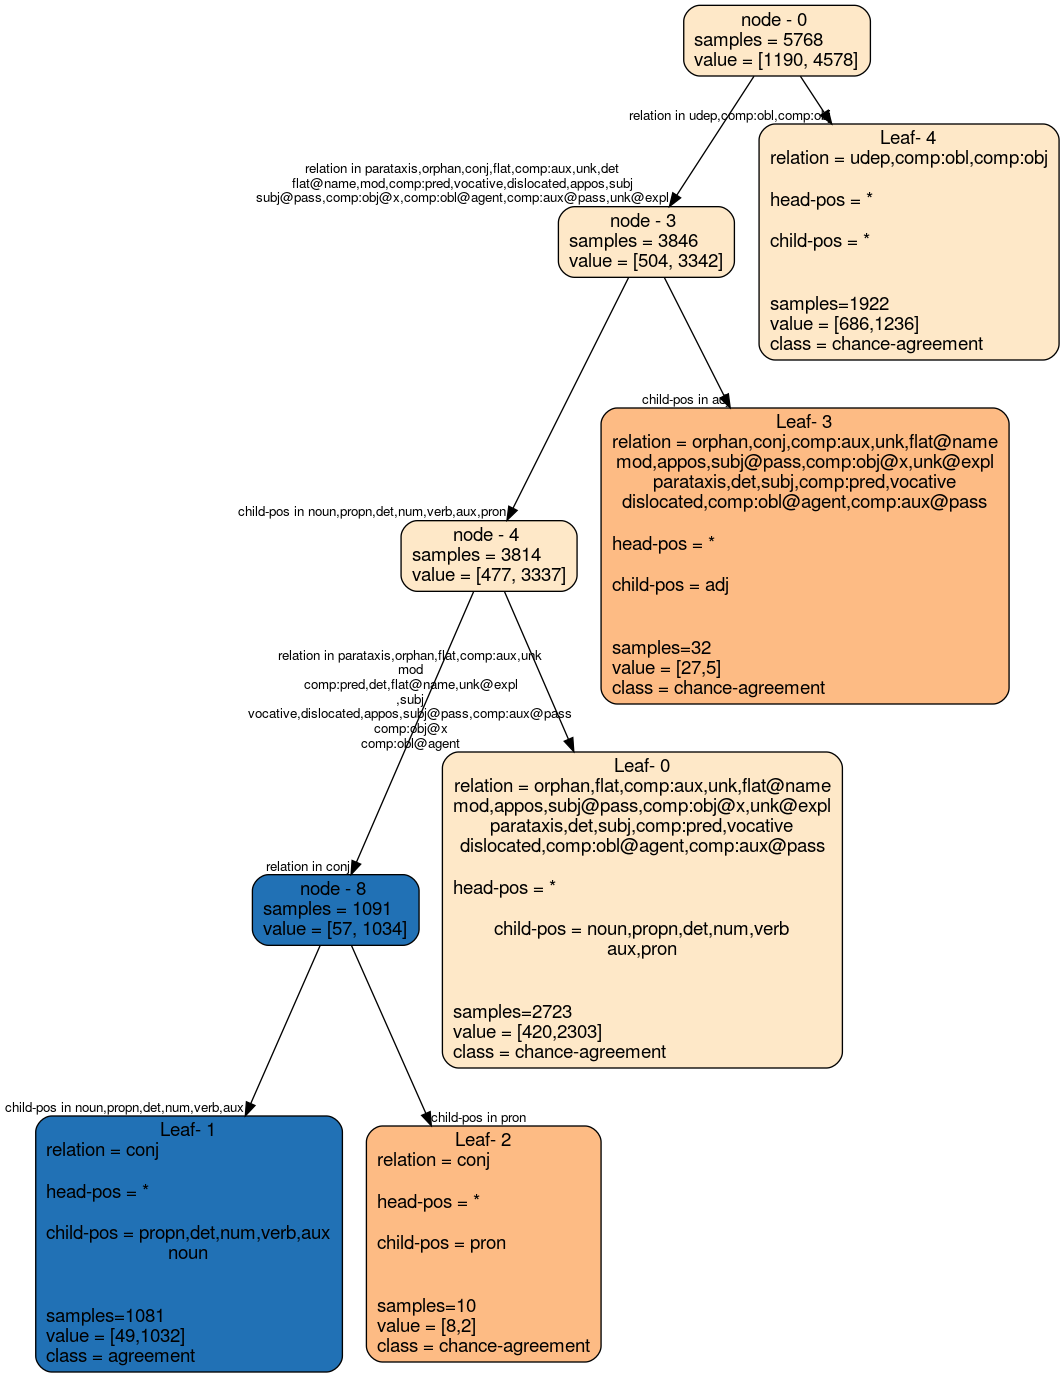 node - 0
samples = 5768
value = [1190, 4578]
relation in udep,comp:obl,comp:obj
Leaf- 4
relation = udep,comp:obl,comp:obj
head-pos = *
child-pos = *
samples=1922
value = [686,1236]
class = chance-agreement
relation in parataxis,orphan,conj,flat,comp:aux,unk,det
flat@name,mod,comp:pred,vocative,dislocated,appos,subj
subj@pass,comp:obj@x,comp:obl@agent,comp:aux@pass,unk@expl
node - 3
samples = 3846
value = [504, 3342]
child-pos in adj
Leaf- 3
relation = orphan,conj,comp:aux,unk,flat@name
mod,appos,subj@pass,comp:obj@x,unk@expl
parataxis,det,subj,comp:pred,vocative
dislocated,comp:obl@agent,comp:aux@pass
head-pos = *
child-pos = adj
samples=32
value = [27,5]
class = chance-agreement
child-pos in noun,propn,det,num,verb,aux,pron
node - 4
samples = 3814
value = [477, 3337]
relation in parataxis,orphan,flat,comp:aux,unk
mod
comp:pred,det,flat@name,unk@expl
,subj
vocative,dislocated,appos,subj@pass,comp:aux@pass
comp:obj@x
comp:obl@agent
Leaf- 0
relation = orphan,flat,comp:aux,unk,flat@name
mod,appos,subj@pass,comp:obj@x,unk@expl
parataxis,det,subj,comp:pred,vocative
dislocated,comp:obl@agent,comp:aux@pass
head-pos = *
child-pos = noun,propn,det,num,verb
aux,pron
samples=2723
value = [420,2303]
class = chance-agreement
relation in conj
node - 8
samples = 1091
value = [57, 1034]
child-pos in noun,propn,det,num,verb,aux
Leaf- 1
relation = conj
head-pos = *
child-pos = propn,det,num,verb,aux
noun
samples=1081
value = [49,1032]
class = agreement
child-pos in pron
Leaf- 2
relation = conj
head-pos = *
child-pos = pron
samples=10
value = [8,2]
class = chance-agreement